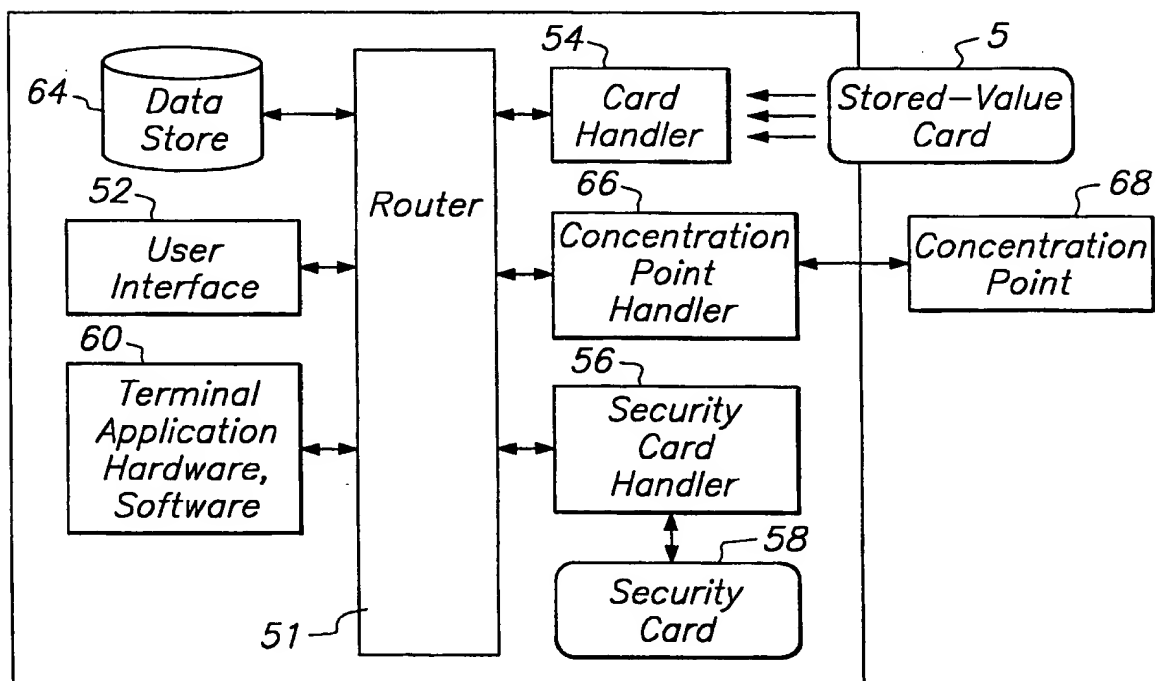 54
5
64
Data
Store
Card
Handler
Stored-Value
Card
52
Router
66
68
User
Interface
Concentration
Point
Handler
Concentration
Point
60
56
Terminal
Application
Hardware,
Software
Security
Card
Handler
58
51
Security
Card